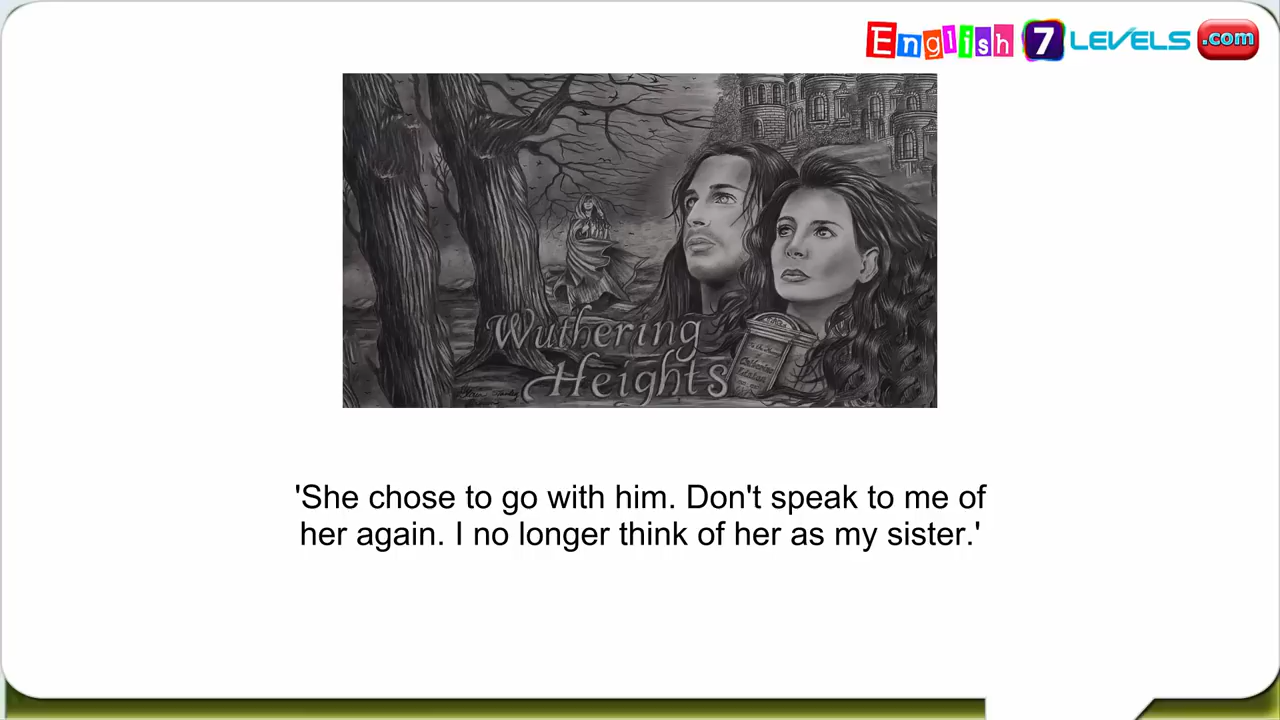 English 7 LEVELS .com
Wuthering
Heights
'She chose to go with him. Don't speak to me of
her again. I no longer think of her as my sister.'